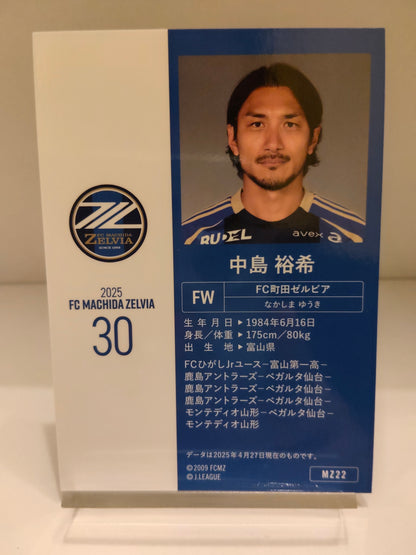 FC MACHIDA
ZELVIA
SINCE 1989
2025
FC MACHIDA ZELVIA
30
RUDEL
avex
中島 裕希
FW
FC町田ゼルビア
なかしま ゆうき
生年月日▶1984年6月16日
身長／体重▶175cm／80kg
出生地▶富山県
FCひがしJrユース－富山第一高－
鹿島アントラーズ－ベガルタ仙台－
鹿島アントラーズ－ベガルタ仙台－
鹿島アントラーズ－ベガルタ仙台－
モンテディオ山形－ベガルタ仙台－
モンテディオ山形
データは2025年4月27日現在のものです。
©2009 FCMZ
©J.LEAGUE
MZ22